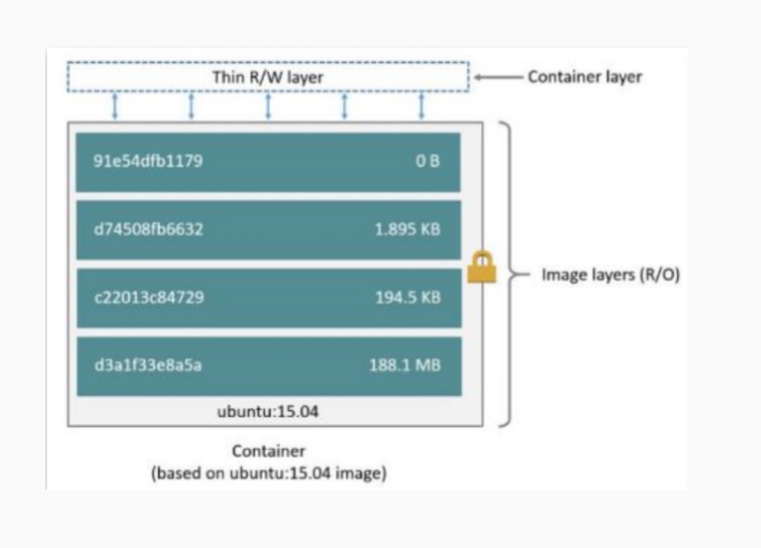 Thin R/W layer
Container layer
91e54dfb1179 0 B
d74508fb6632 1.895 KB
c22013c84729 194.5 KB
Image layers (R/O)
d3a1f33e8a5a 188.1 MB
ubuntu:15.04
Container
(based on ubuntu:15.04 image)